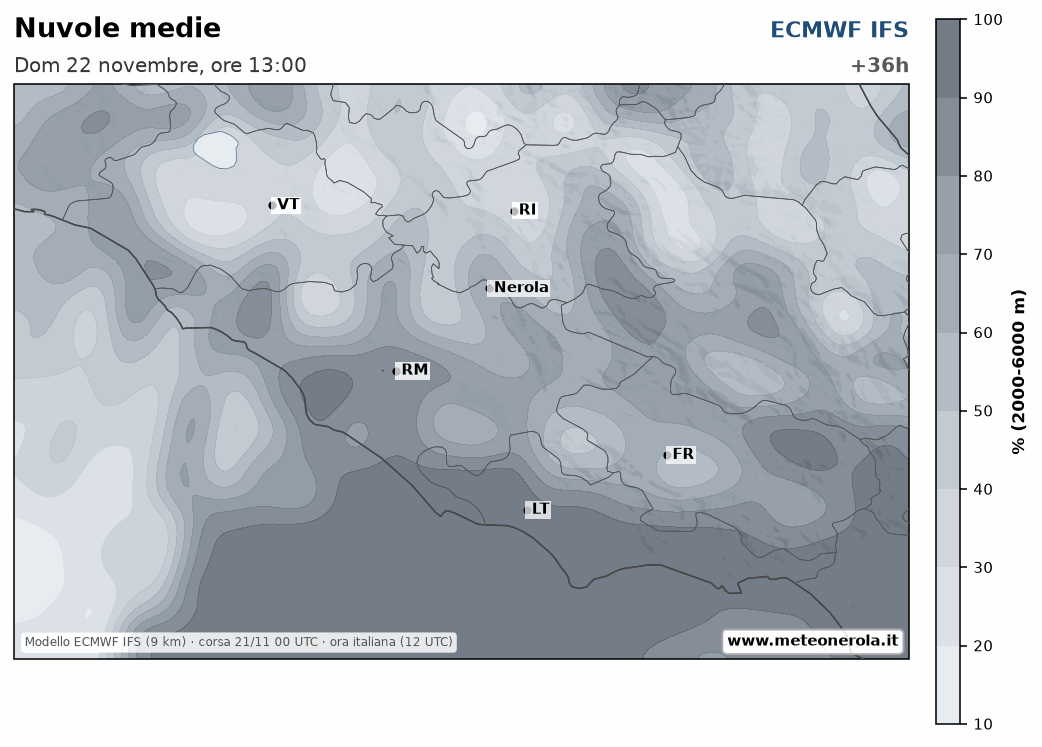 Nuvole medie
ECMWF IFS
Dom 22 novembre, ore 13:00
+36h
100
90
80
70
60
50
40
30
20
10
% (2000-6000 m)
VT
RI
Nerola
RM
FR
LT
Modello ECMWF IFS (9 km) · corsa 21/11 00 UTC · ora italiana (12 UTC)
www.meteonerola.it